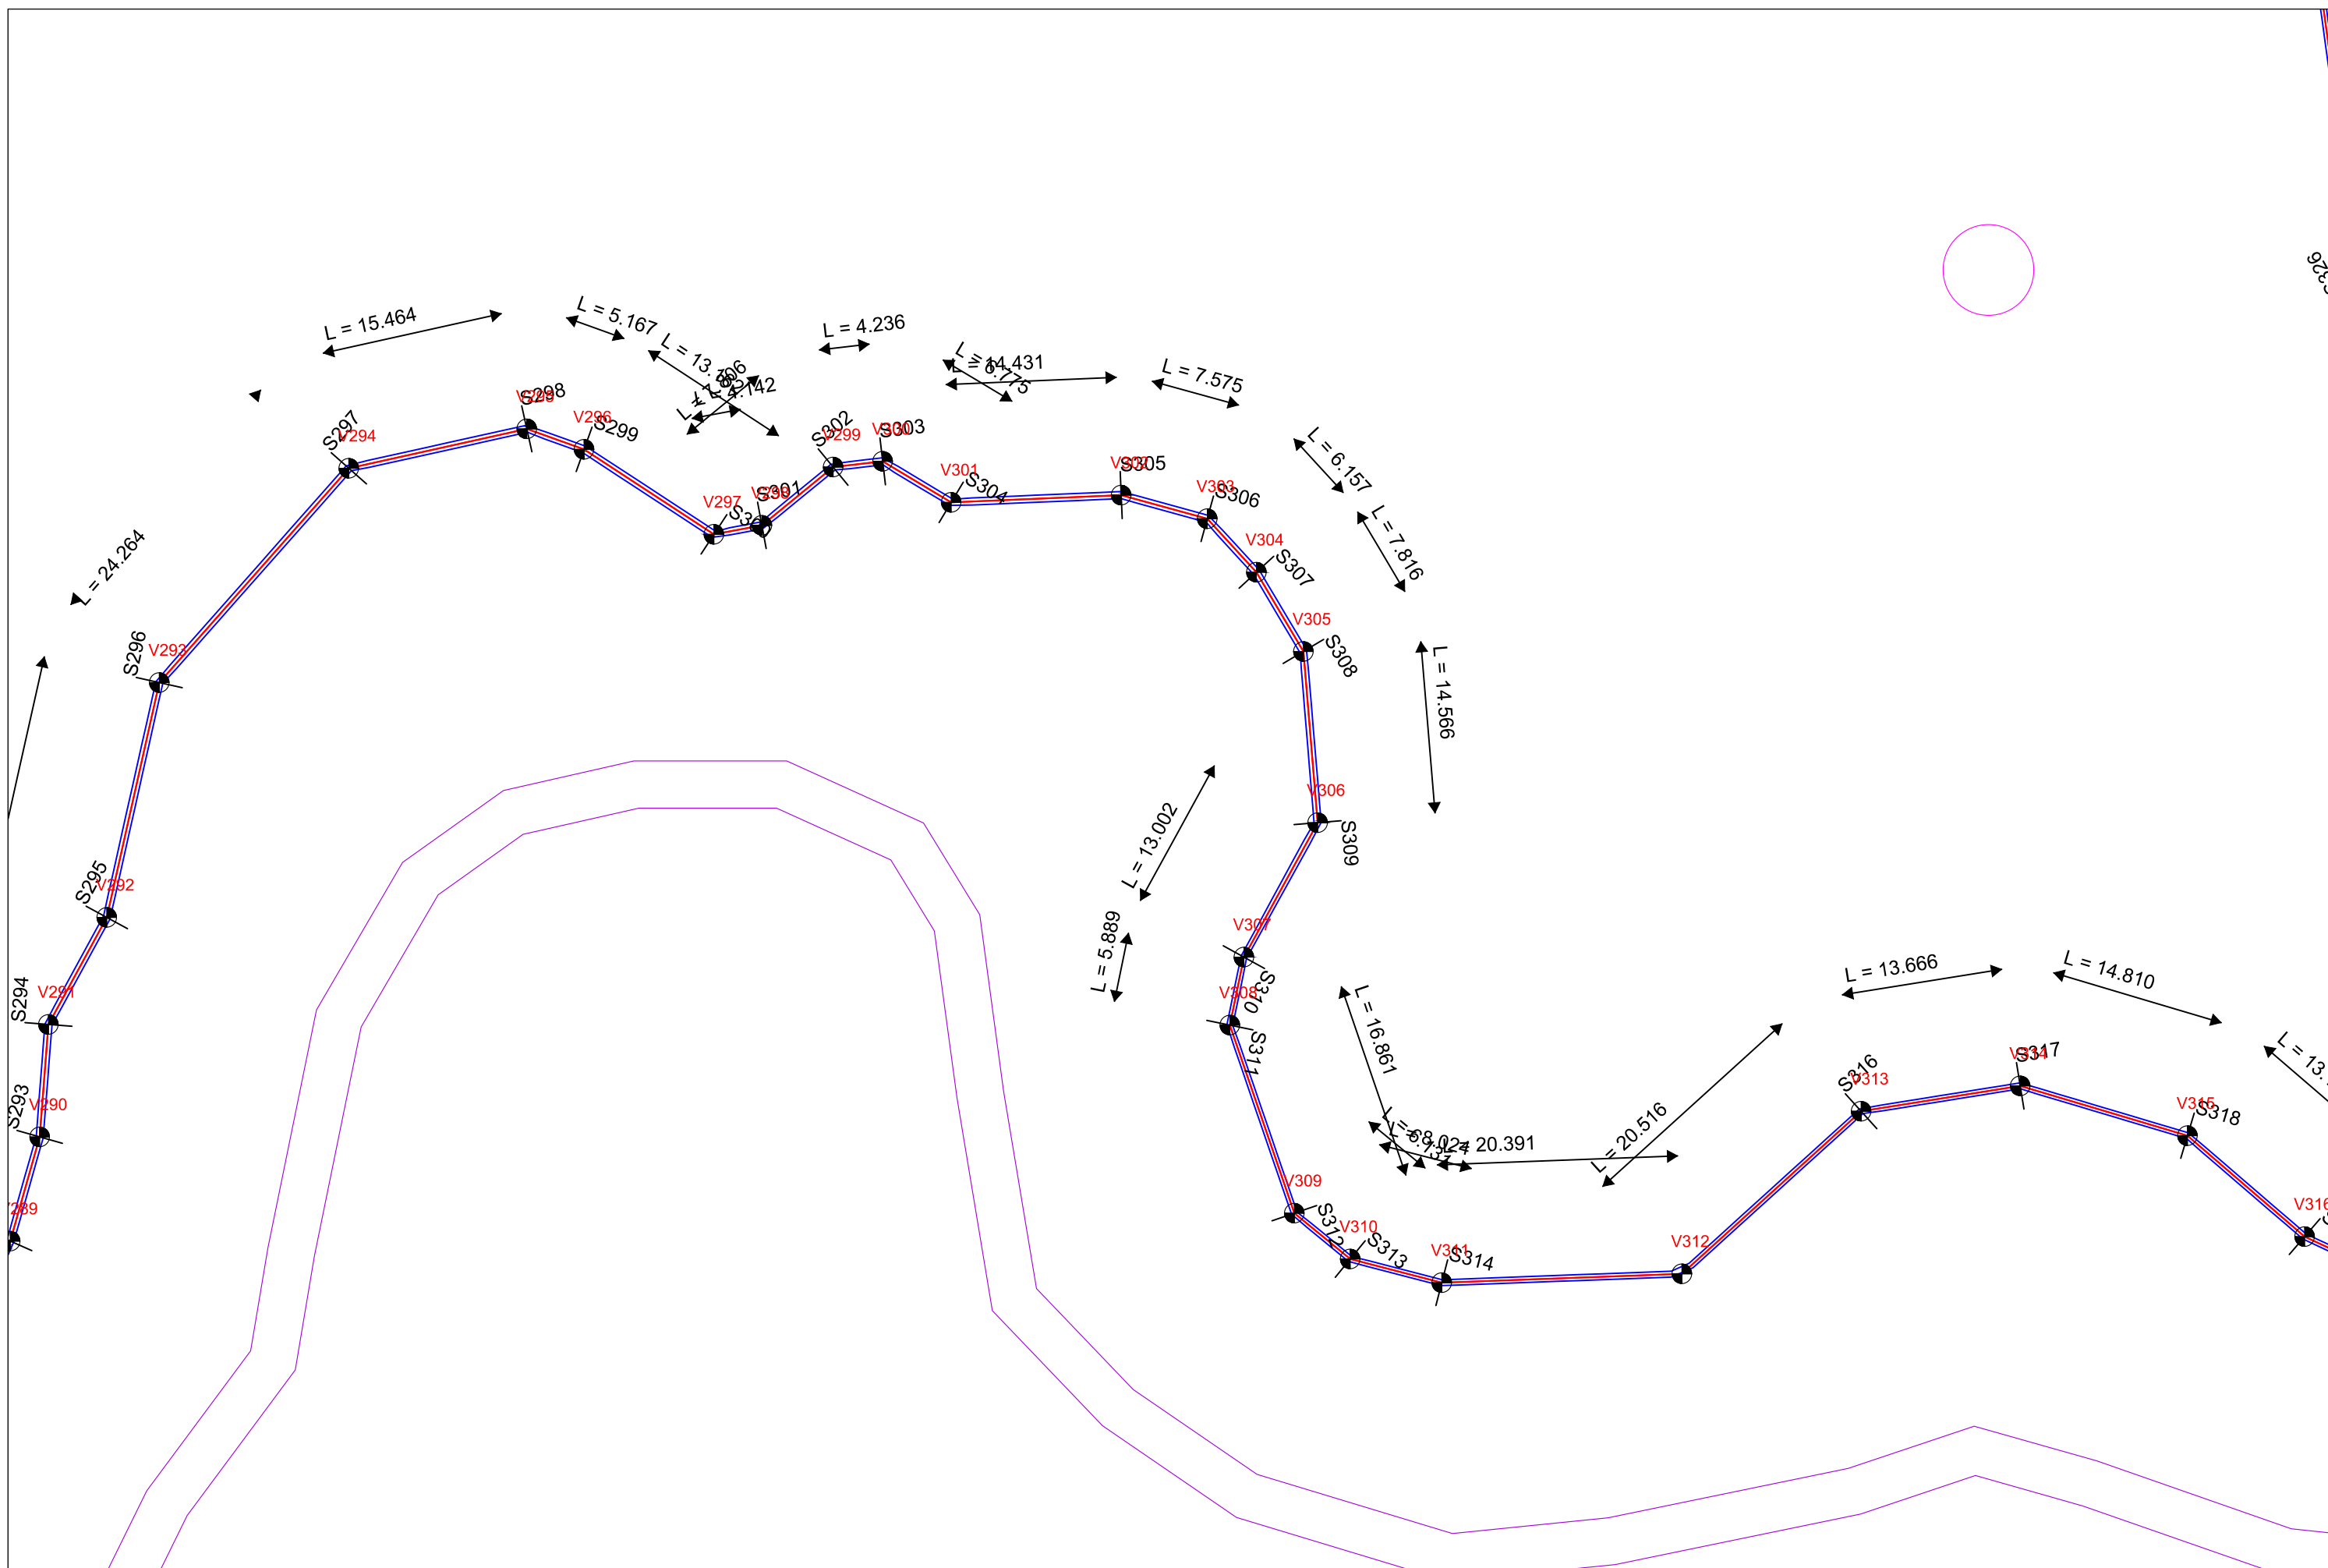 L = 15.464
L = 5.167
L = 4.236
L = 14.431
L = 7.575
S298
S297
V294
V296
S299
S302
V299
S303
V301
S304
S305
V303
S306
L = 6.157
V297
S301
V304
S307
L = 7.816
L = 24.264
V305
S308
S296
V293
L = 14.566
V306
S309
L = 13.002
S295
V292
L = 5.889
V307
S310
L = 13.666
L = 14.810
S294
V291
V308
S311
L = 16.861
S293
V290
L = 20.391
L = 20.516
S316
V313
S317
V315
S318
V309
S312
V310
S313
V311
S314
V312
V316